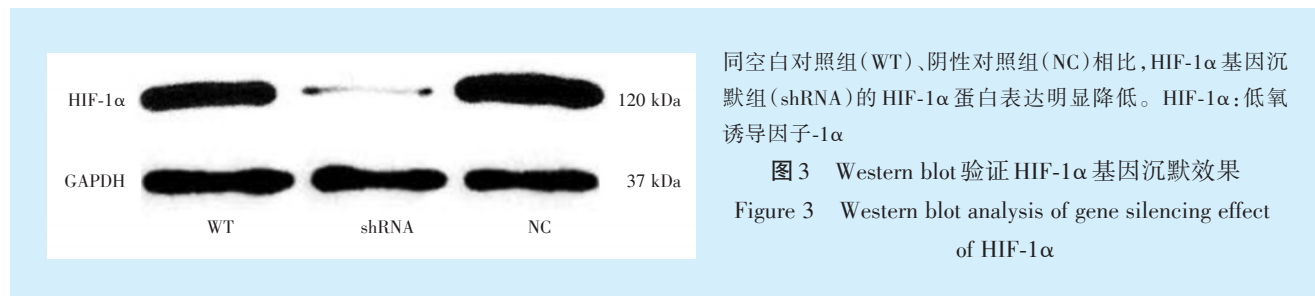 HIF-1α 120 kDa
GAPDH 37 kDa
WT shRNA NC
同空白对照组(WT)、阴性对照组(NC)相比,HIF-1α基因沉
默组(shRNA)的HIF-1α蛋白表达明显降低。HIF-1α:低氧
诱导因子-1α
图3 Western blot 验证HIF-1α基因沉默效果
Figure 3 Western blot analysis of gene silencing effect
of HIF-1α